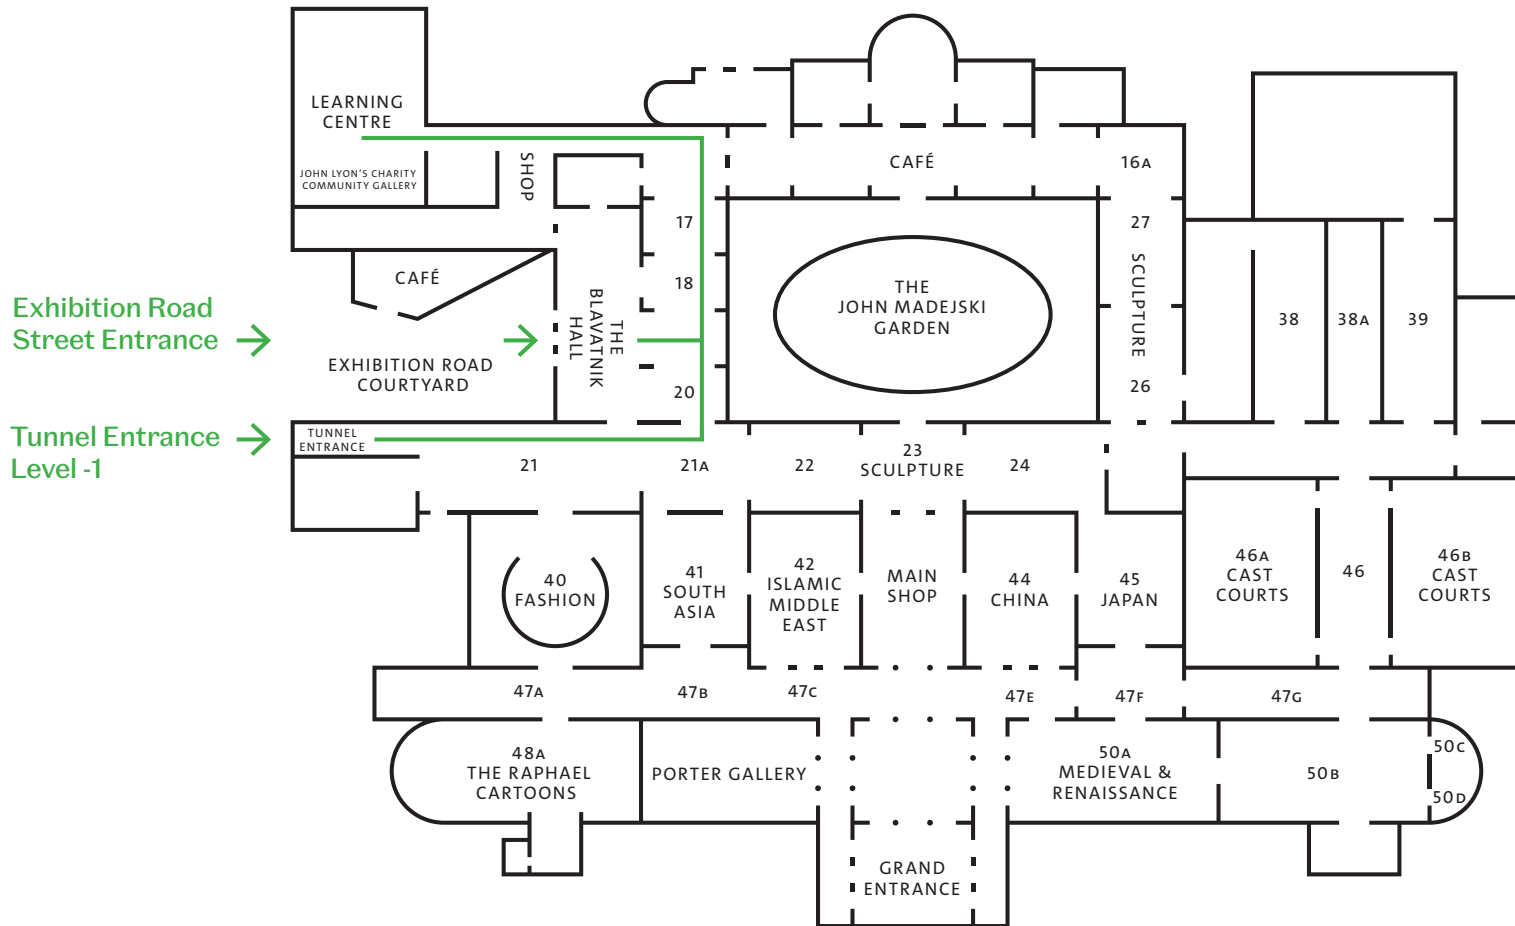 LEARNING
CENTRE
JOHN LYON'S CHARITY
COMMUNITY GALLERY
SHOP
CAFÉ
16A
17
27
18
SCULPTURE
CAFÉ
THE
BLAVATNIK
HALL
THE
JOHN MADEJSKI
GARDEN
38
38A
39
Exhibition Road
Street Entrance
EXHIBITION ROAD
COURTYARD
20
26
Tunnel Entrance
Level -1
TUNNEL
ENTRANCE
21
21A
22
23
SCULPTURE
24
40
FASHION
41
SOUTH
ASIA
42
ISLAMIC
MIDDLE
EAST
MAIN
SHOP
44
CHINA
45
JAPAN
46A
CAST
COURTS
46
46B
CAST
COURTS
47A
47B
47C
47E
47F
47G
48A
THE RAPHAEL
CARTOONS
PORTER GALLERY
50A
MEDIEVAL &
RENAISSANCE
50B
50C
50D
GRAND
ENTRANCE